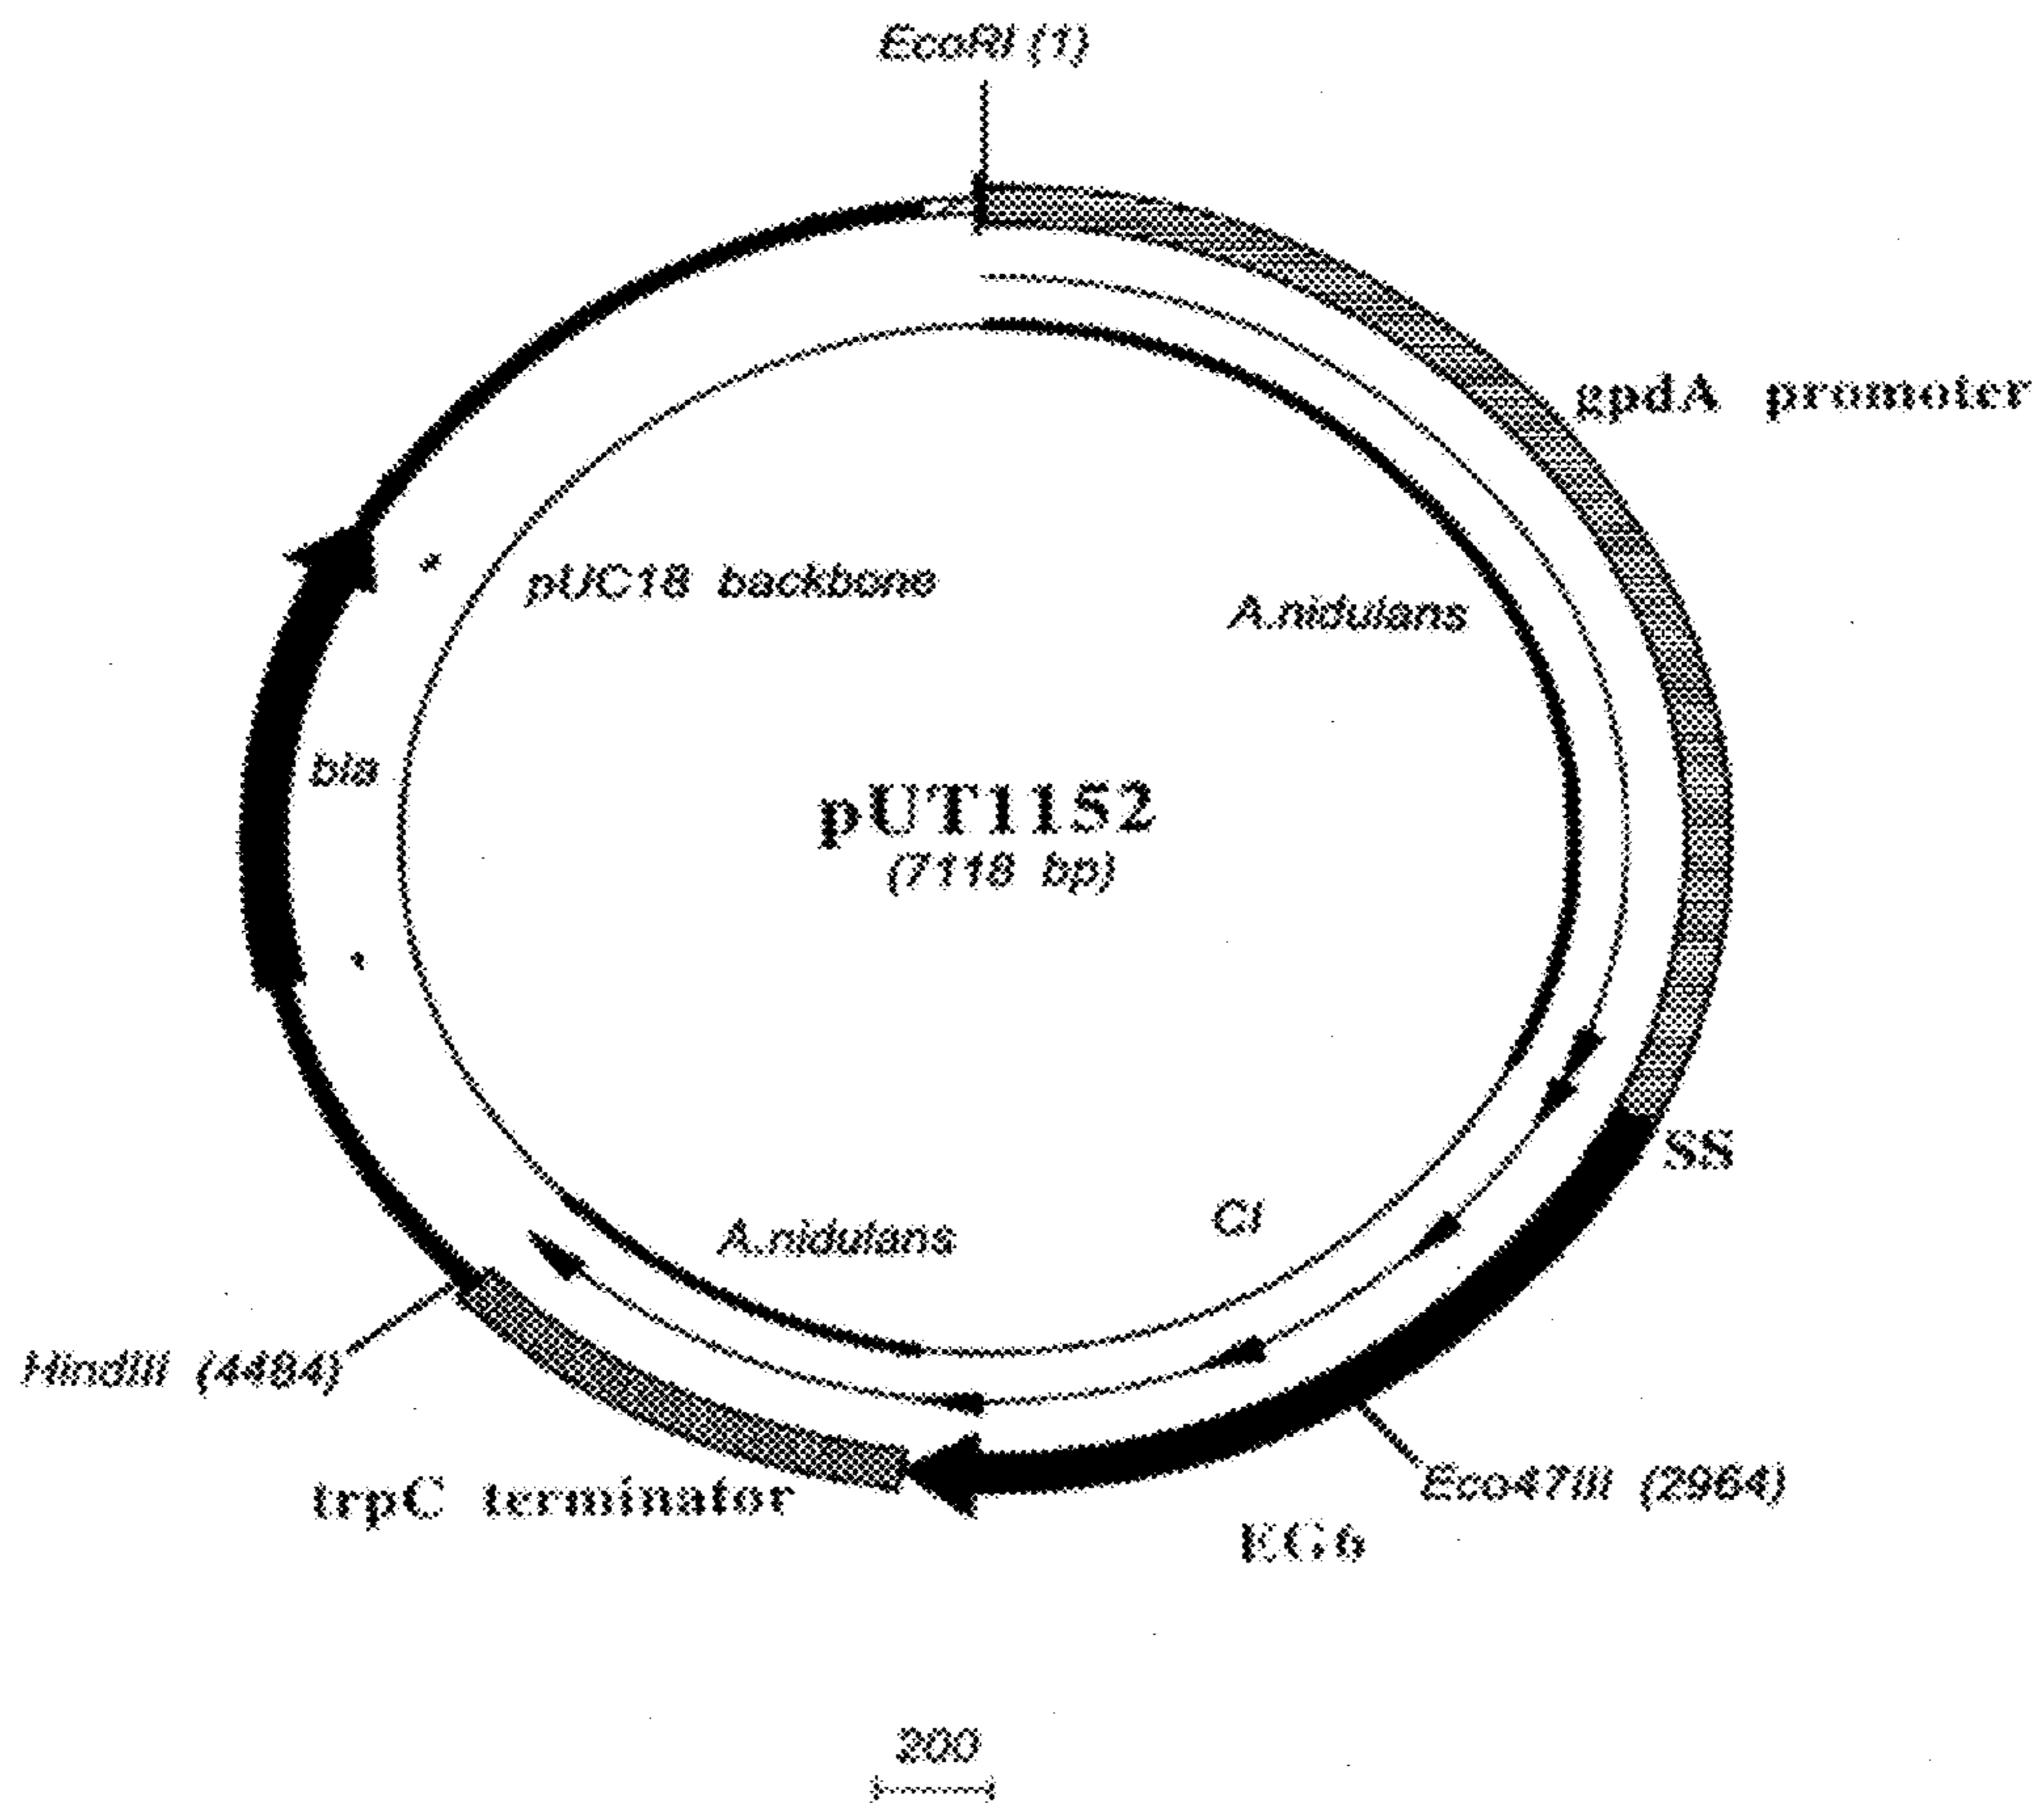 EcoRI (1)
gpdA promoter
pUC18 backbone
A.nidulans
bla
pUT1152
(7118 bp)
SS
Cl
A.nidulans
HindIII (4484)
trpC terminator
Eco47III (2964)
EG6
200